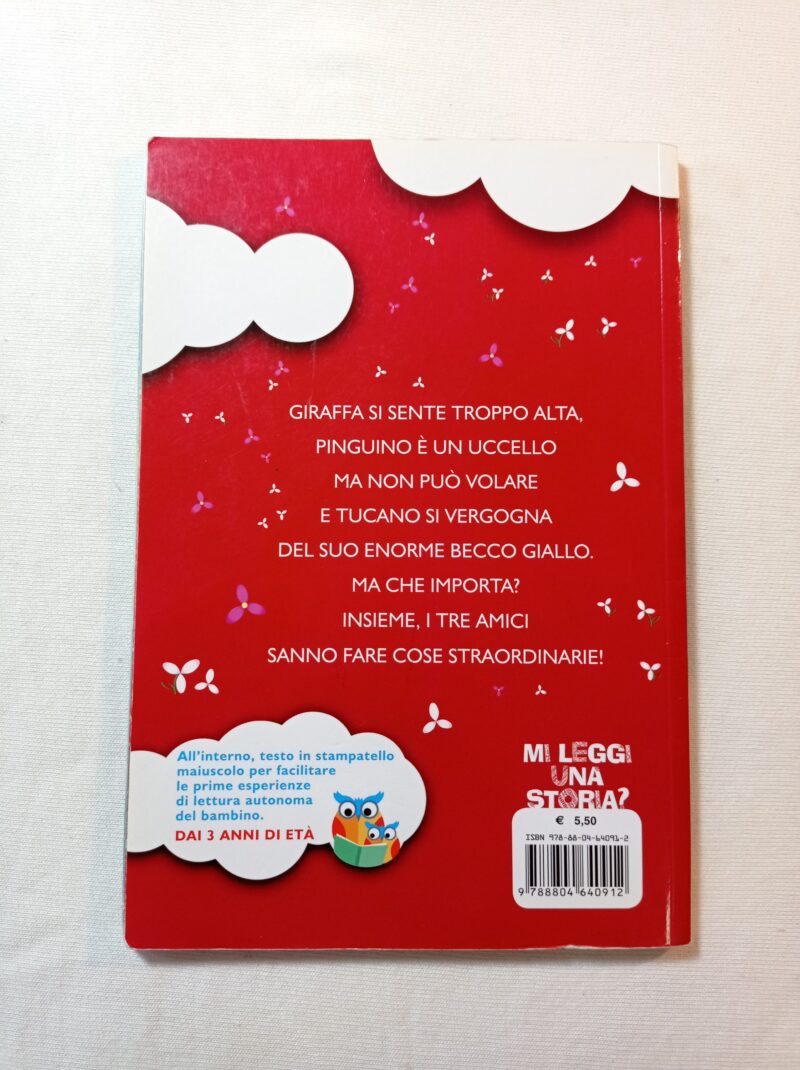 GIRAFFA SI SENTE TROPPO ALTA,
PINGUINO È UN UCCELLO
MA NON PUÒ VOLARE
E TUCANO SI VERGOGNA
DEL SUO ENORME BECCO GIALLO.
MA CHE IMPORTA?
INSIEME, I TRE AMICI
SANNO FARE COSE STRAORDINARIE!
All'interno, testo in stampatello
maiuscolo per facilitare
le prime esperienze
di lettura autonoma
del bambino.
DAI 3 ANNI DI ETÀ
MI LEGGI
UNA
STORIA?
€ 5,50
ISBN 978-88-04-64091-2
9 788804 640912